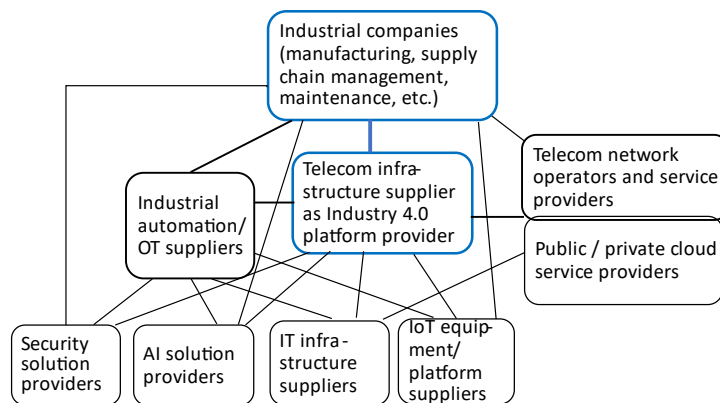 Industrial companies
(manufacturing, supply
chain management,
maintenance, etc.)
Telecom infra-
structure supplier
as Industry 4.0
platform provider
Telecom network
operators and service
providers
Industrial
automation/
OT suppliers
Public / private cloud
service providers
Security
solution
providers
AI solution
providers
IT infra-
structure
suppliers
IoT equip-
ment/
platform
suppliers